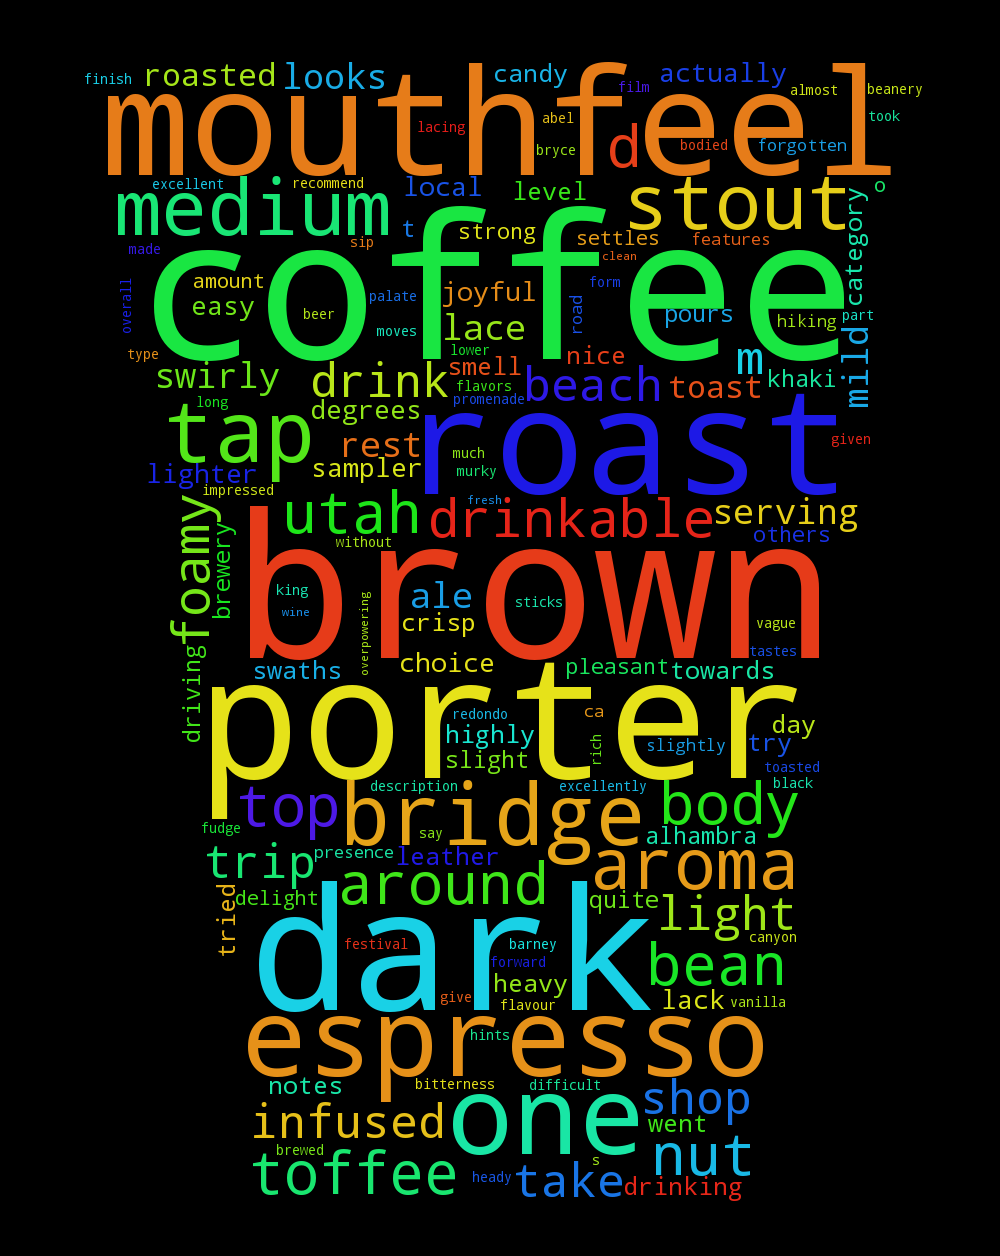 finish roasted looks candy film actually almost beanery
mouthfeel
lacing abel took
bryce d bodied forgotten
excellent recommend local level stout o
medium t strong settles features category
made sip clean
coffee
overall amount easy beer palate joyful form road pours hiking part
type moves lace lower nice m mild
swirly drink smell flavors beach toast khaki
long degrees promenade
tap rest much roast given
lighter sampler murky
impressed fresh
foamy brewery utah drinkable serving
without others
brown
king wine overpowering ale sticks crisp vague
tastes
driving swaths choice pleasant towards
porter
redondo ca day
highly rich slightly try
slight toasted
description excellently black
top bridge body
fudge say alhambra
trip presence leather aroma
around
tried delight quite light
dark
festival barney canyon
forward bean
give heavy lack vanilla
flavour
espresso
hints
notes bitterness difficult shop
infused one went
brewed s nut
toffee heady take drinking